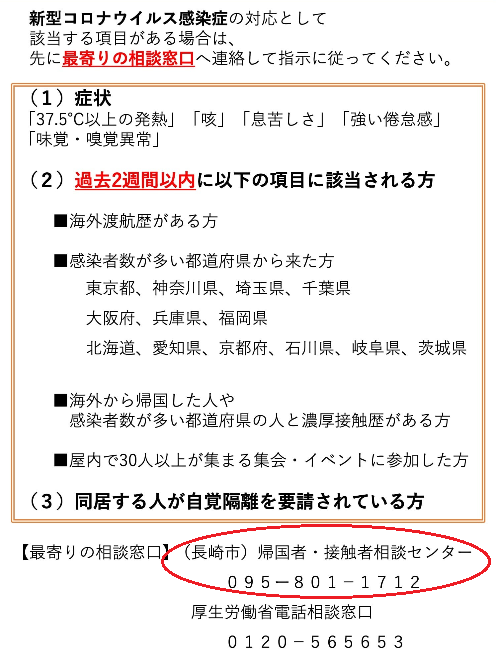 新型コロナウイルス感染症の対応として
該当する項目がある場合は、
先に最寄りの相談窓口へ連絡して指示に従ってください。
（１）症状
「37.5℃以上の発熱」「咳」「息苦しさ」「強い倦怠感」
「味覚・嗅覚異常」
（２）過去2週間以内に以下の項目に該当される方
■海外渡航歴がある方
■感染者数が多い都道府県から来た方
東京都、神奈川県、埼玉県、千葉県
大阪府、兵庫県、福岡県
北海道、愛知県、京都府、石川県、岐阜県、茨城県
■海外から帰国した人や
感染者数が多い都道府県の人と濃厚接触歴がある方
■屋内で30人以上が集まる集会・イベントに参加した方
（３）同居する人が自覚隔離を要請されている方
【最寄りの相談窓口】（長崎市）帰国者・接触者相談センター
０９５ー８０１－１７１２
厚生労働省電話相談窓口
０１２０－５６５６５３